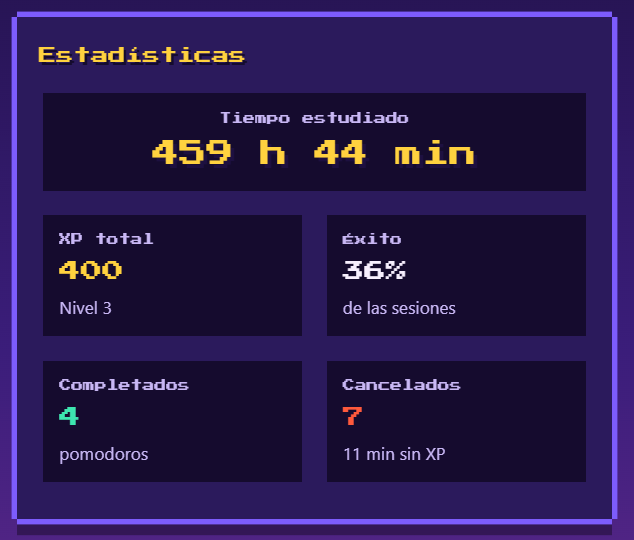 Estadísticas
Tiempo estudiado
459 h 44 min
XP total
400
Nivel 3
Éxito
36%
de las sesiones
Completados
4
pomodoros
Cancelados
7
11 min sin XP